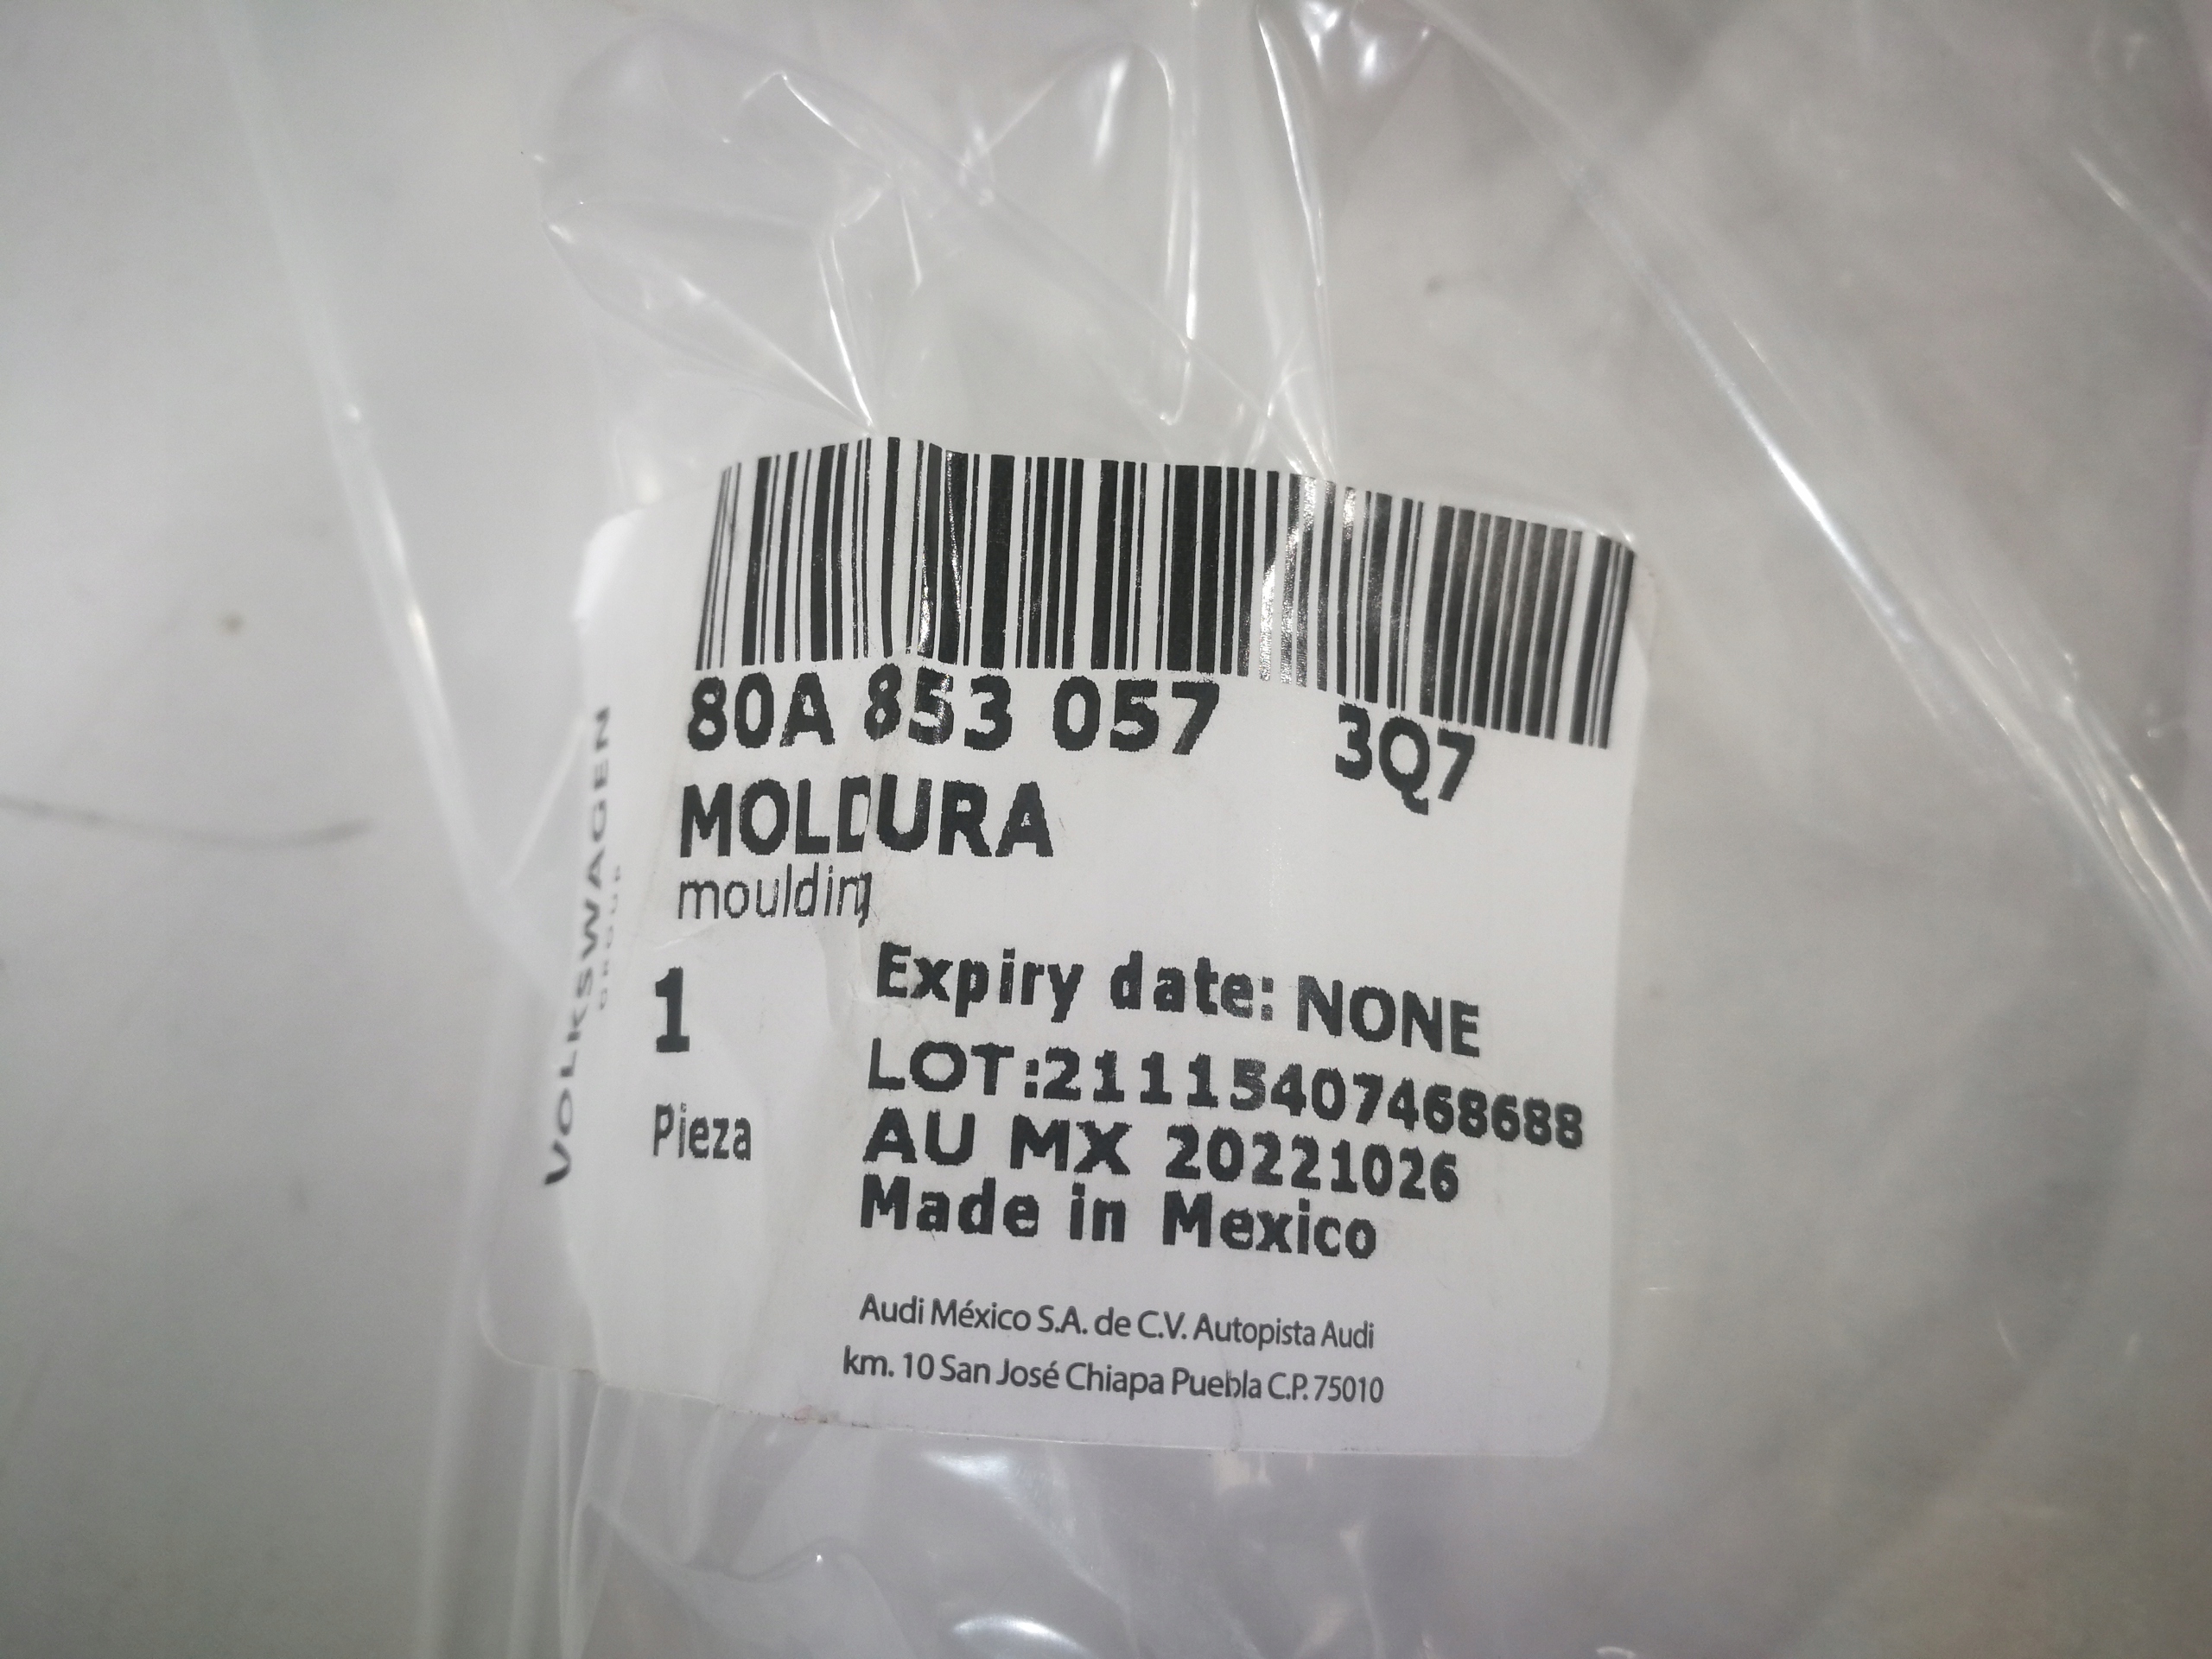 80A 853 057 3Q7
MOLDURA
moulding
1
Pieza
Expiry date: NONE
LOT:21115407468688
AU MX 20221026
Made in Mexico
Audi México S.A. de C.V. Autopista Audi
km. 10 San José Chiapa Puebla C.P. 75010
VOLKSWAGEN
GROUP